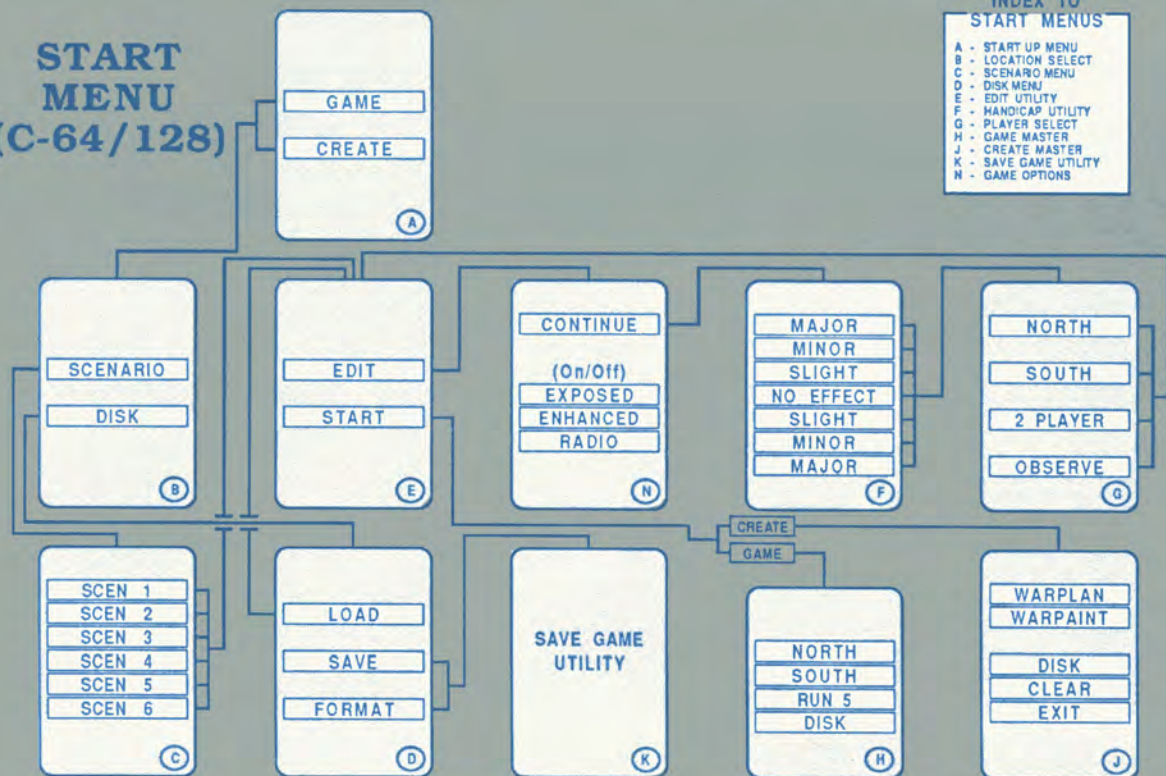 START
MENU
(C-64/128)
GAME
CREATE
A
INDEX TO
START MENUS
A - START UP MENU
B - LOCATION SELECT
C - SCENARIO MENU
D - DISK MENU
E - EDIT UTILITY
F - HANDICAP UTILITY
G - PLAYER SELECT
H - GAME MASTER
J - CREATE MASTER
K - SAVE GAME UTILITY
N - GAME OPTIONS
SCENARIO
DISK
B
EDIT
START
E
CONTINUE
(On/Off)
EXPOSED
ENHANCED
RADIO
N
MAJOR
MINOR
SLIGHT
NO EFFECT
SLIGHT
MINOR
MAJOR
F
NORTH
SOUTH
2 PLAYER
OBSERVE
G
SCEN 1
SCEN 2
SCEN 3
SCEN 4
SCEN 5
SCEN 6
C
LOAD
SAVE
FORMAT
D
SAVE GAME
UTILITY
K
CREATE
GAME
NORTH
SOUTH
RUN 5
DISK
H
WARPLAN
WARPAINT
DISK
CLEAR
EXIT
J